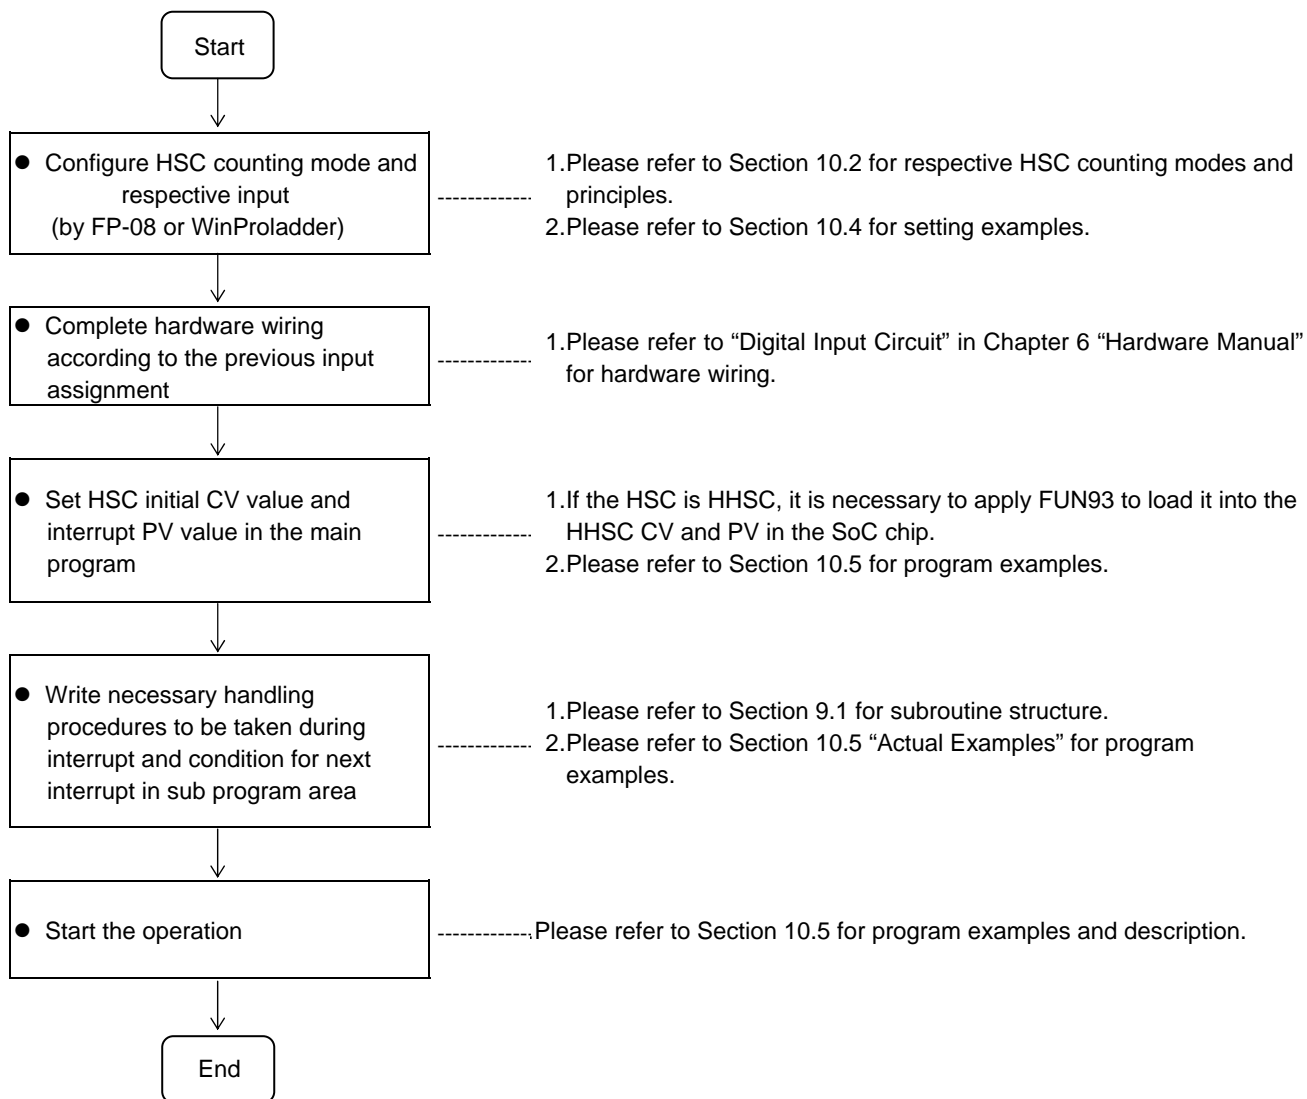 Start
● Configure HSC counting mode and
respective input
(by FP-08 or WinProladder)
1.Please refer to Section 10.2 for respective HSC counting modes and
principles.
2.Please refer to Section 10.4 for setting examples.
● Complete hardware wiring
according to the previous input
assignment
1.Please refer to “Digital Input Circuit” in Chapter 6 “Hardware Manual”
for hardware wiring.
● Set HSC initial CV value and
interrupt PV value in the main
program
1.If the HSC is HHSC, it is necessary to apply FUN93 to load it into the
HHSC CV and PV in the SoC chip.
2.Please refer to Section 10.5 for program examples.
● Write necessary handling
procedures to be taken during
interrupt and condition for next
interrupt in sub program area
1.Please refer to Section 9.1 for subroutine structure.
2.Please refer to Section 10.5 “Actual Examples” for program
examples.
● Start the operation
Please refer to Section 10.5 for program examples and description.
End